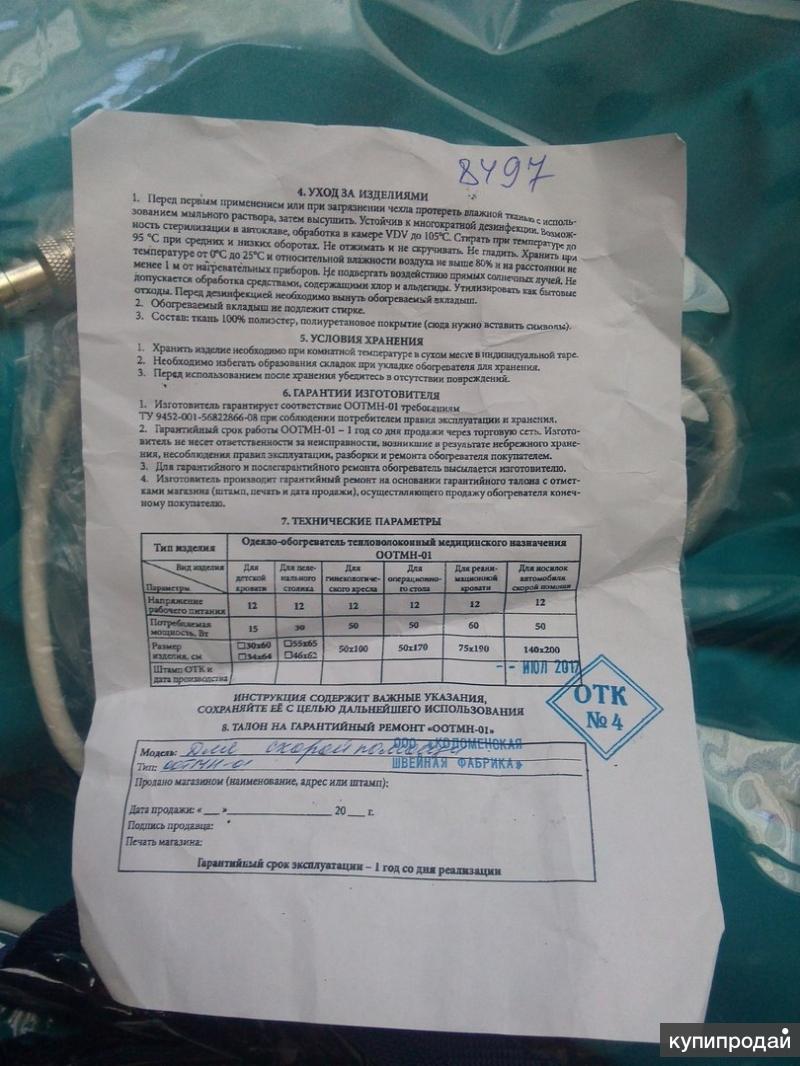 8497
4. УХОД ЗА ИЗДЕЛИЯМИ
1. Перед первым применением или при загрязнении чехла протереть влажной тканью с исполь-
зованием мыльного раствора, затем высушить. Устойчив к многократной дезинфекции. Возмож-
ность стерилизации в автоклаве, обработка в камере VDV до 105°С. Стирать при температуре до
95 °С при средних и низких оборотах. Не отжимать и не скручивать. Не гладить. Хранить при
температуре от 0°С до 25°С и относительной влажности воздуха не выше 80% и на расстоянии не
менее 1 м от нагревательных приборов. Не подвергать воздействию прямых солнечных лучей. Не
допускается обработка средствами, содержащими хлор и альдегиды. Утилизировать как бытовые
отходы. Перед дезинфекцией необходимо вынуть обогреваемый вкладыш.
2. Обогреваемый вкладыш не подлежит стирке.
3. Состав: ткань 100% полиэстер, полиуретановое покрытие (сюда нужно вставить символы).
5. УСЛОВИЯ ХРАНЕНИЯ
1. Хранить изделие необходимо при комнатной температуре в сухом месте в индивидуальной таре.
2. Необходимо избегать образования складок при укладке обогревателя для хранения.
3. Перед использованием после хранения убедитесь в отсутствии повреждений.
6. ГАРАНТИИ ИЗГОТОВИТЕЛЯ
1. Изготовитель гарантирует соответствие ООТМН-01 требованиям
ТУ 9452-001-56822866-08 при соблюдении потребителем правил эксплуатации и хранения.
2. Гарантийный срок работы ООТМН-01 – 1 год со дня продажи через торговую сеть. Изгото-
витель не несет ответственности за неисправности, возникшие в результате небрежного хране-
ния, несоблюдения правил эксплуатации, разборки и ремонта обогревателя покупателем.
3. Для гарантийного и послегарантийного ремонта обогреватель высылается изготовителю.
4. Изготовитель производит гарантийный ремонт на основании гарантийного талона с отмет-
ками магазина (штамп, печать и дата продажи), осуществляющего продажу обогревателя конеч-
ному покупателю.
7. ТЕХНИЧЕСКИЕ ПАРАМЕТРЫ
Тип изделия Одеяло-обогреватель тепловолоконный медицинского назначения
ООТМН-01
Вид изделия Для Для пеле- Для Для Для реани- Для носилок
детской нального гинекологиче- операционно- мационной автомобиля
Параметры кровати столика ского кресла го стола кровати скорой помощи
Напряжение
рабочего питания 12 12 12 12 12 12
Потребляемая
мощность, Вт 15 30 50 50 60 50
Размер □30х60 □55х65 50х100 50х170 75х190 140х200
изделия, см □34х64 □46х62
Штамп ОТК и
дата производства
- - ИЮЛ 2017
ОТК
№ 4
ИНСТРУКЦИЯ СОДЕРЖИТ ВАЖНЫЕ УКАЗАНИЯ,
СОХРАНЯЙТЕ ЕЁ С ЦЕЛЬЮ ДАЛЬНЕЙШЕГО ИСПОЛЬЗОВАНИЯ
8. ТАЛОН НА ГАРАНТИЙНЫЙ РЕМОНТ «ООТМН-01»
Модель: Для скорой помощи
ООО «КОЛОМЕНСКАЯ
Тип: ООТМН-01
ШВЕЙНАЯ ФАБРИКА»
Продано магазином (наименование, адрес или штамп):
Дата продажи: «__»____________ 20 __ г.
Подпись продавца:
Печать магазина:
Гарантийный срок эксплуатации – 1 год со дня реализации
купипродай